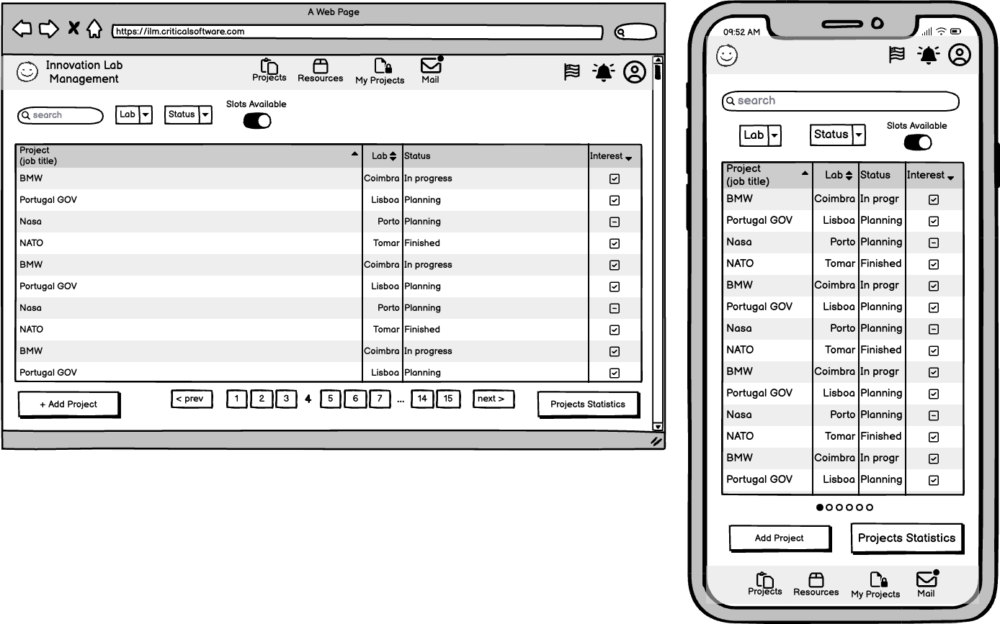 A Web Page
https://ilm.criticalsoftware.com
Innovation Lab
Management
Projects
Resources
My Projects
Mail
search
Lab
Status
Slots Available
Project
(job title)
Lab
Status
Interest
BMW Coimbra In progress
Portugal GOV Lisboa Planning
Nasa Porto Planning
NATO Tomar Finished
BMW Coimbra In progress
Portugal GOV Lisboa Planning
Nasa Porto Planning
NATO Tomar Finished
BMW Coimbra In progress
Portugal GOV Lisboa Planning
+ Add Project
< prev 1 2 3 4 5 6 7 ... 14 15 next >
Projects Statistics
09:52 AM
search
Lab
Status
Slots Available
Project
(job title)
Lab
Status
Interest
BMW Coimbra In progr
Portugal GOV Lisboa Planning
Nasa Porto Planning
NATO Tomar Finished
BMW Coimbra In progr
Portugal GOV Lisboa Planning
Nasa Porto Planning
NATO Tomar Finished
BMW Coimbra In progr
Portugal GOV Lisboa Planning
Nasa Porto Planning
NATO Tomar Finished
BMW Coimbra In progr
Portugal GOV Lisboa Planning
Add Project
Projects Statistics
Projects
Resources
My Projects
Mail